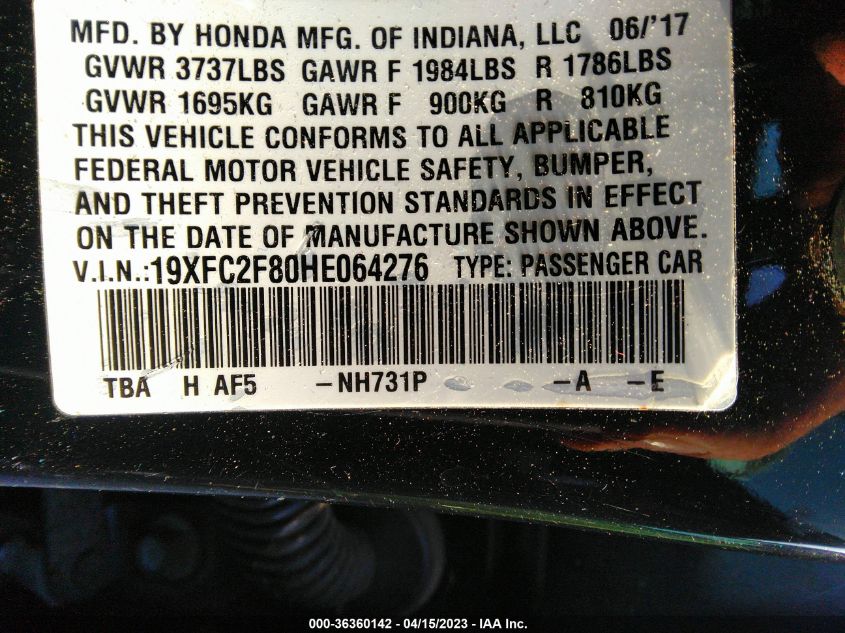 MFD. BY HONDA MFG. OF INDIANA, LLC 06/'17
GVWR 3737LBS GAWR F 1984LBS R 1786LBS
GVWR 1695KG GAWR F 900KG R 810KG
THIS VEHICLE CONFORMS TO ALL APPLICABLE
FEDERAL MOTOR VEHICLE SAFETY, BUMPER,
AND THEFT PREVENTION STANDARDS IN EFFECT
ON THE DATE OF MANUFACTURE SHOWN ABOVE.
V.I.N.:19XFC2F80HE064276 TYPE: PASSENGER CAR
TBA H AF5 -NH731P -A -E
000-36360142 - 04/15/2023 - IAA Inc.